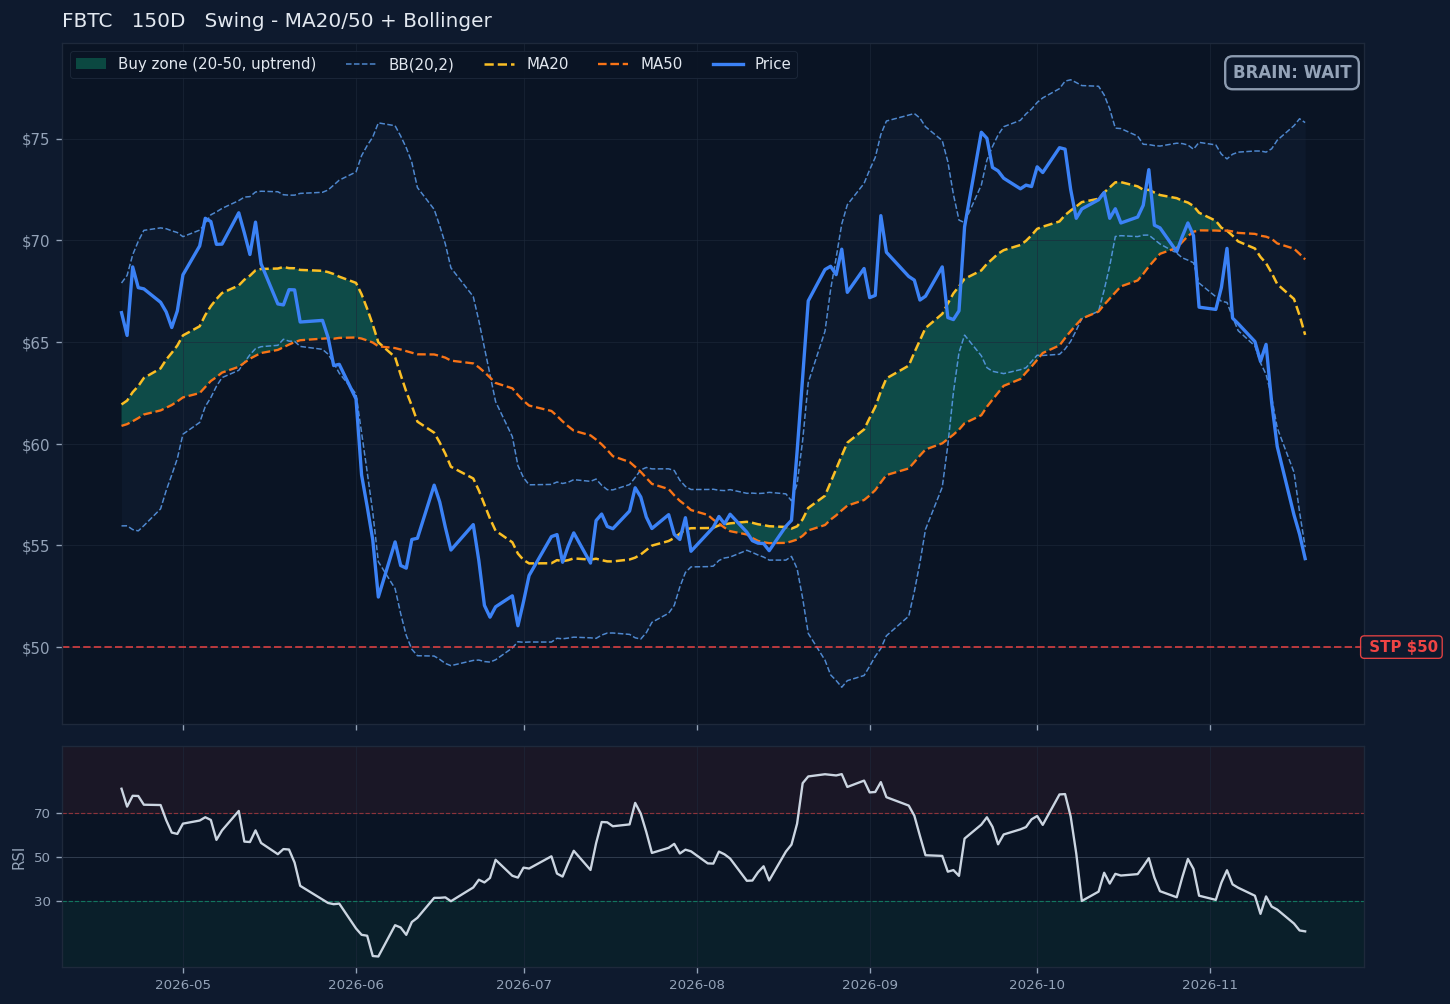 FBTC   150D   Swing - MA20/50 + Bollinger
Buy zone (20-50, uptrend)   BB(20,2)   MA20   MA50   Price
BRAIN: WAIT
$75
$70
$65
$60
$55
$50
STP $50
RSI
70
50
30
2026-05   2026-06   2026-07   2026-08   2026-09   2026-10   2026-11